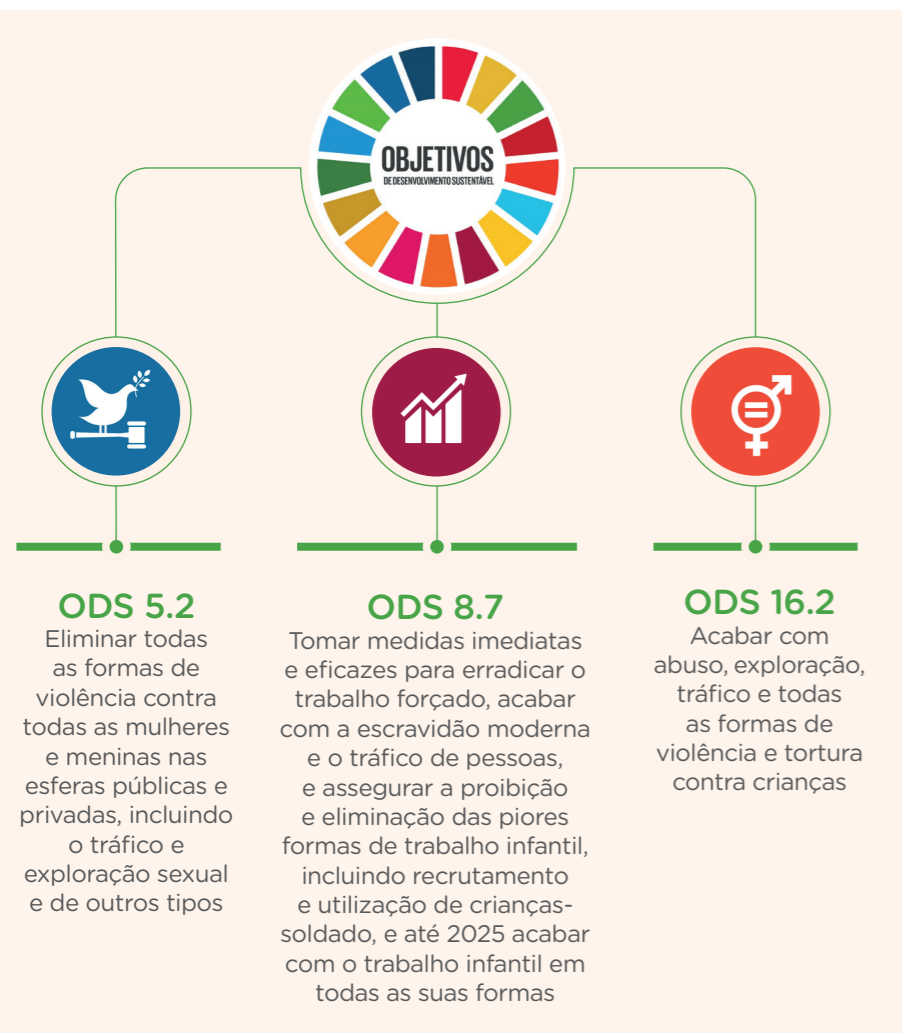 OBJETIVOS
DE DESENVOLVIMENTO SUSTENTÁVEL
ODS 5.2
Eliminar todas
as formas de
violência contra
todas as mulheres
e meninas nas
esferas públicas e
privadas, incluindo
o tráfico e
exploração sexual
e de outros tipos
ODS 8.7
Tomar medidas imediatas
e eficazes para erradicar o
trabalho forçado, acabar
com a escravidão moderna
e o tráfico de pessoas,
e assegurar a proibição
e eliminação das piores
formas de trabalho infantil,
incluindo recrutamento
e utilização de crianças-
soldado, e até 2025 acabar
com o trabalho infantil em
todas as suas formas
ODS 16.2
Acabar com
abuso, exploração,
tráfico e todas
as formas de
violência e tortura
contra crianças